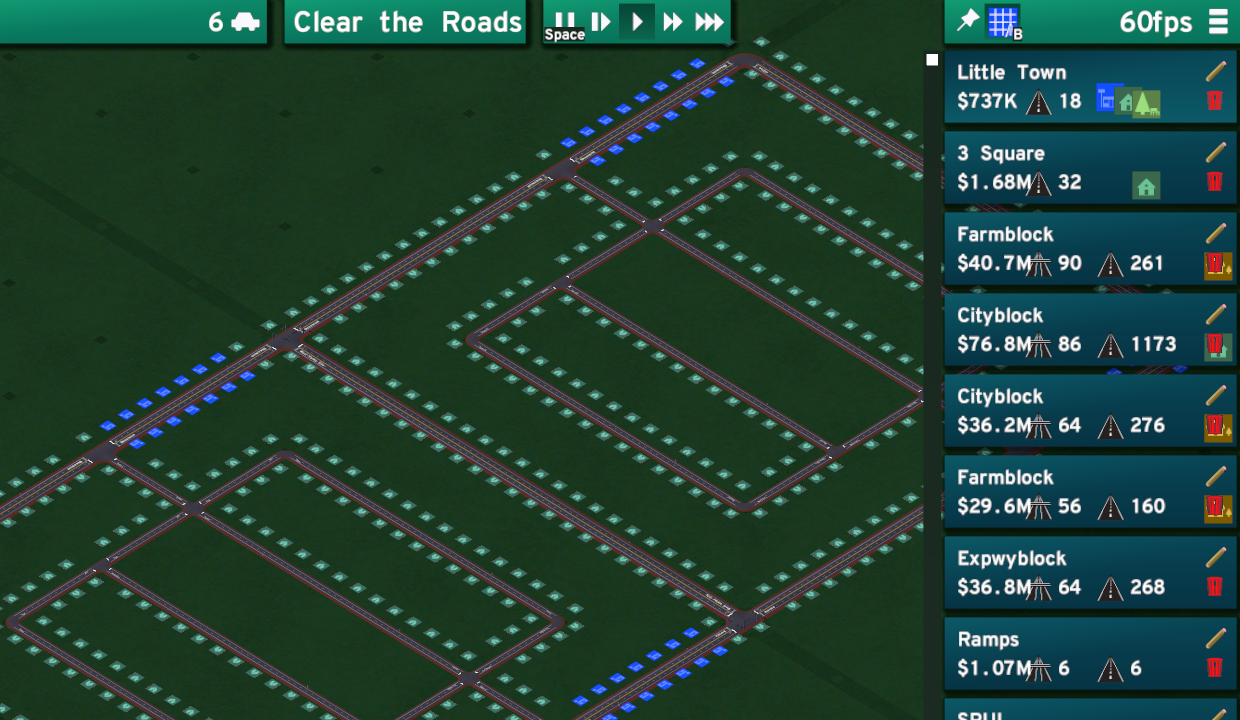 6
Clear the Roads
Space
B
60fps
Little Town
$737K 18
3 Square
$1.68M 32
Farmblock
$40.7M 90 261
Cityblock
$76.8M 86 1173
Cityblock
$36.2M 64 276
Farmblock
$29.6M 56 160
Expwyblock
$36.8M 64 268
Ramps
$1.07M 6 6